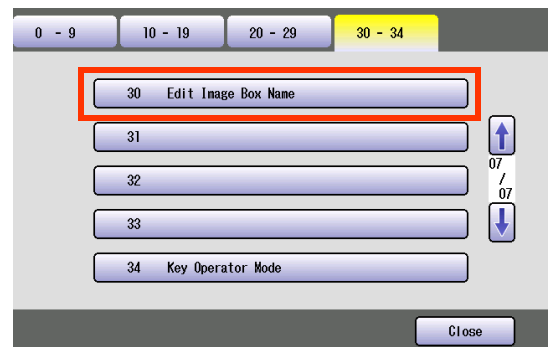 0 - 9 10 - 19 20 - 29 30 - 34
30 Edit Image Box Name
31
32
33
34 Key Operator Mode
07
/
07
Close